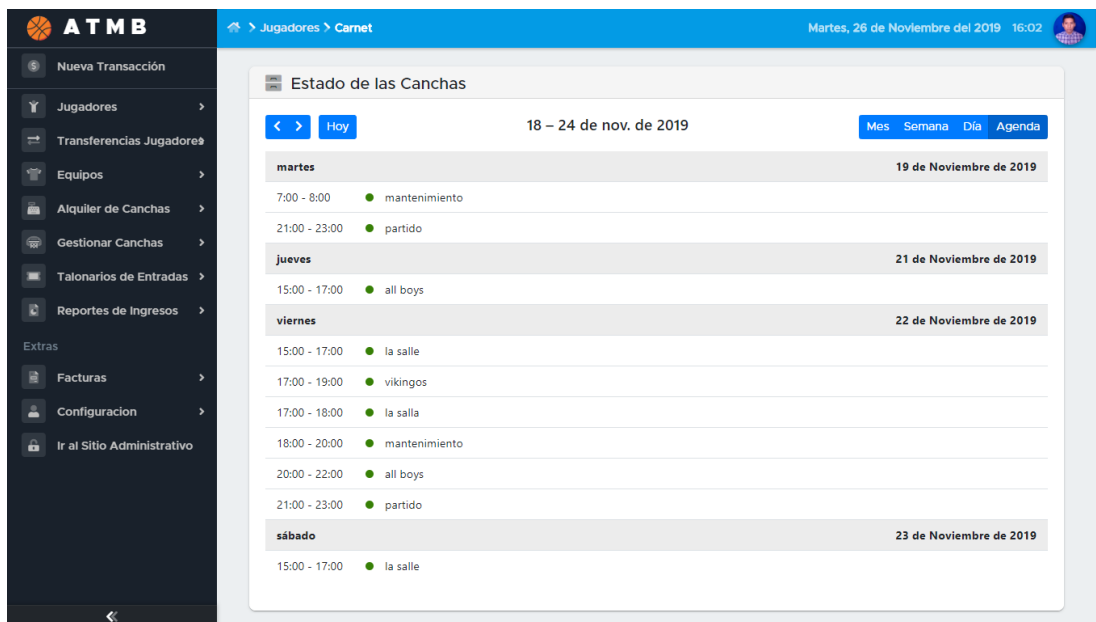 ATMB
Jugadores Carnet
Martes, 26 de Noviembre del 2019 16:02
Nueva Transacción
Jugadores
Transferencias Jugadores
Equipos
Alquiler de Canchas
Gestionar Canchas
Talonarios de Entradas
Reportes de Ingresos
Extras
Facturas
Configuracion
Ir al Sitio Administrativo
Estado de las Canchas
Hoy
18 – 24 de nov. de 2019
Mes Semana Día Agenda
martes 19 de Noviembre de 2019
7:00 - 8:00 mantenimiento
21:00 - 23:00 partido
jueves 21 de Noviembre de 2019
15:00 - 17:00 all boys
viernes 22 de Noviembre de 2019
15:00 - 17:00 la salle
17:00 - 19:00 vikingos
17:00 - 18:00 la salla
18:00 - 20:00 mantenimiento
20:00 - 22:00 all boys
21:00 - 23:00 partido
sábado 23 de Noviembre de 2019
15:00 - 17:00 la salle